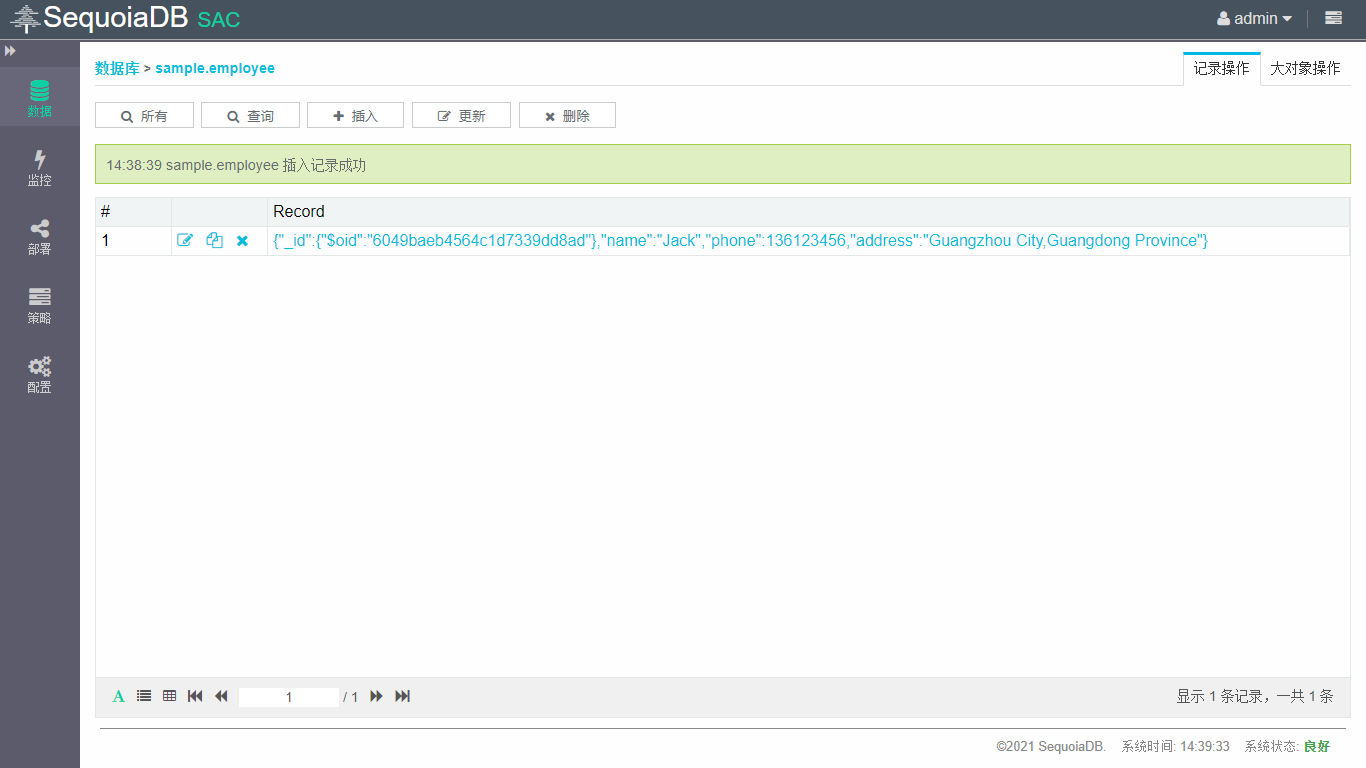 SequoiaDB SAC
admin
数据
监控
部署
策略
配置
数据库 > sample.employee
记录操作
大对象操作
所有
查询
插入
更新
删除
14:38:39 sample.employee 插入记录成功
# Record
1 {"_id":{"$oid":"6049baeb4564c1d7339dd8ad"},"name":"Jack","phone":136123456,"address":"Guangzhou City,Guangdong Province"}
A 1 / 1
显示 1 条记录，一共 1 条
©2021 SequoiaDB. 系统时间: 14:39:33 系统状态: 良好